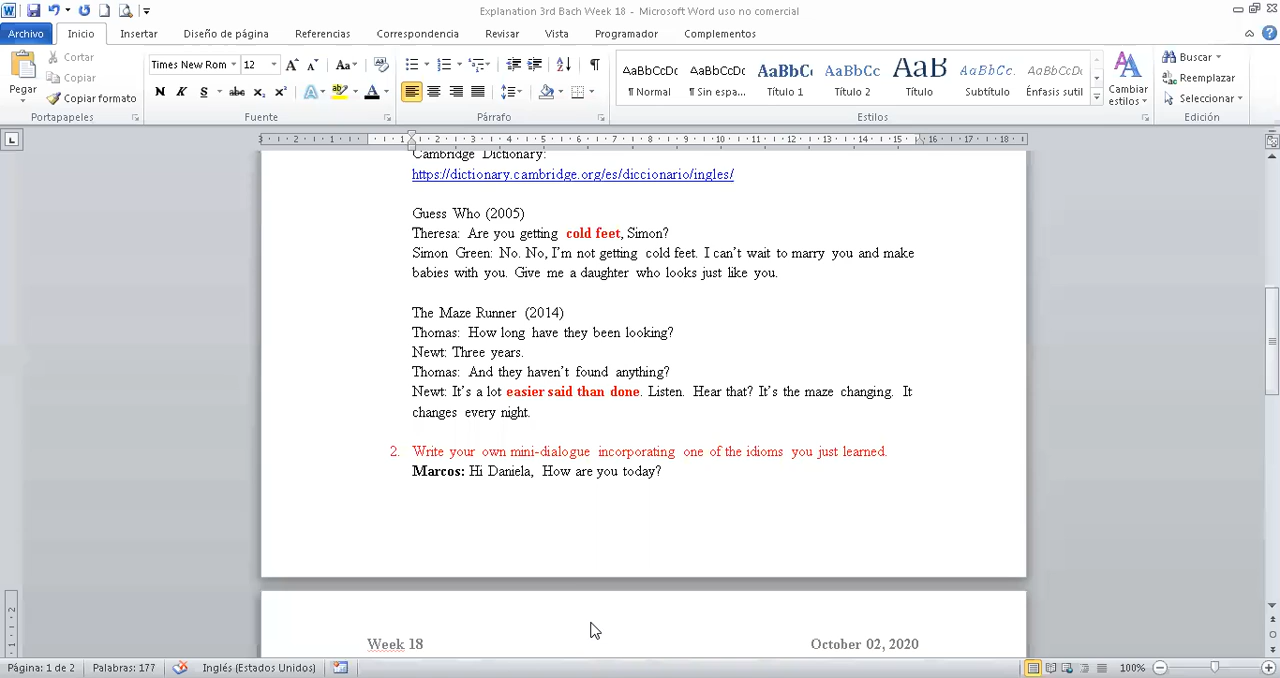 Explanation 3rd Bach Week 18 - Microsoft Word uso no comercial
Archivo Inicio Insertar Diseño de página Referencias Correspondencia Revisar Vista Programador Complementos
Pegar
Cortar
Copiar
Copiar formato
Portapapeles
Times New Rom 12
Fuente
Párrafo
AaBbCcDc AaBbCcDc AaBbC AaBbCc AaB AaBbCc AaBbCcDc
¶ Normal ¶ Sin espa... Título 1 Título 2 Título Subtítulo Énfasis sutil
Cambiar estilos
Estilos
Buscar
Reemplazar
Seleccionar
Edición
Cambridge Dictionary:
https://dictionary.cambridge.org/es/diccionario/ingles/
Guess Who (2005)
Theresa: Are you getting cold feet, Simon?
Simon Green: No. No, I’m not getting cold feet. I can’t wait to marry you and make
babies with you. Give me a daughter who looks just like you.
The Maze Runner (2014)
Thomas: How long have they been looking?
Newt: Three years.
Thomas: And they haven’t found anything?
Newt: It’s a lot easier said than done. Listen. Hear that? It’s the maze changing. It
changes every night.
2. Write your own mini-dialogue incorporating one of the idioms you just learned.
Marcos: Hi Daniela, How are you today?
Week 18 October 02, 2020
Página: 1 de 2 Palabras: 177 Inglés (Estados Unidos) 100%